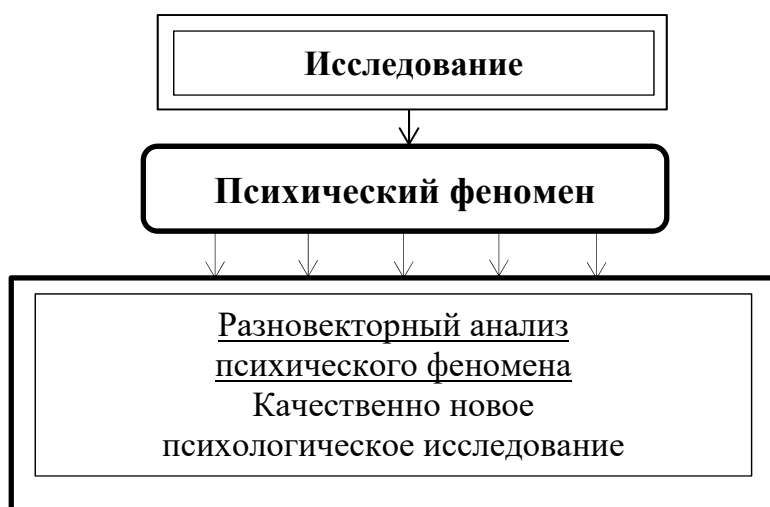 Исследование
Психический феномен
Разновекторный анализ
психического феномена
Качественно новое
психологическое исследование